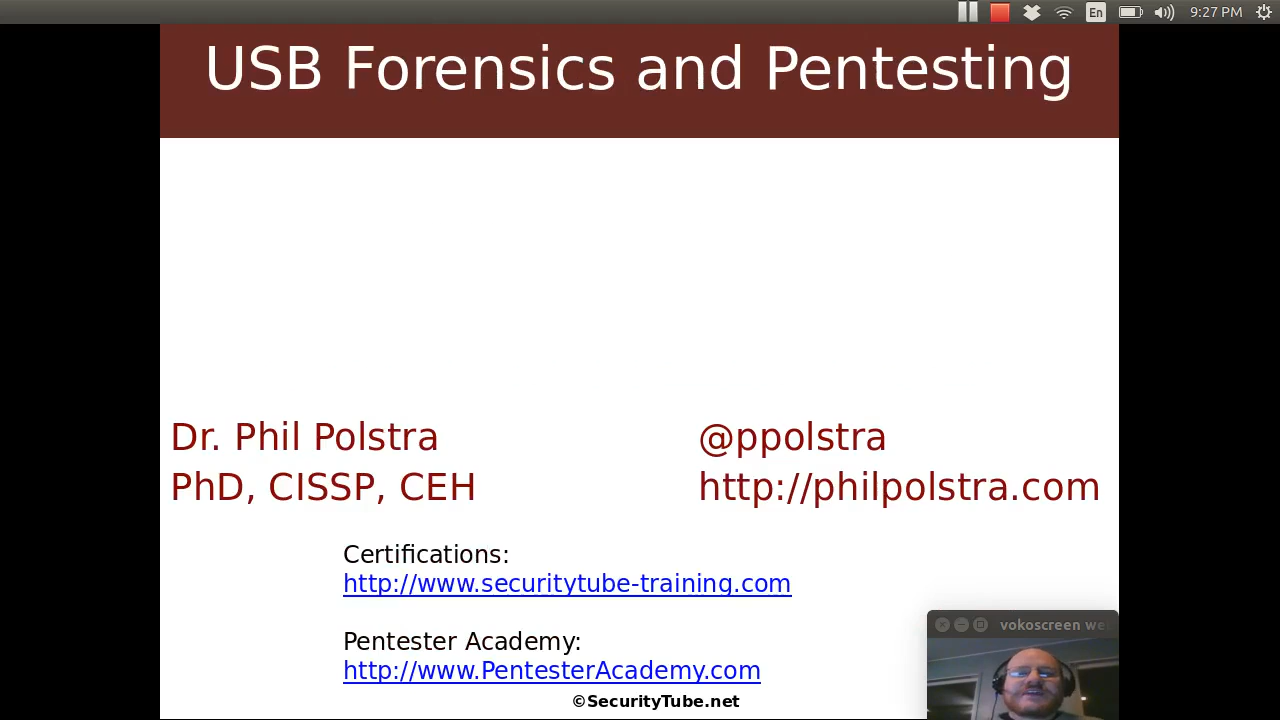 En
9:27 PM
USB Forensics and Pentesting
Dr. Phil Polstra
@ppolstra
PhD, CISSP, CEH
http://philpolstra.com
Certifications:
http://www.securitytube-training.com
vokoscreen we
Pentester Academy:
http://www.PentesterAcademy.com
©SecurityTube.net